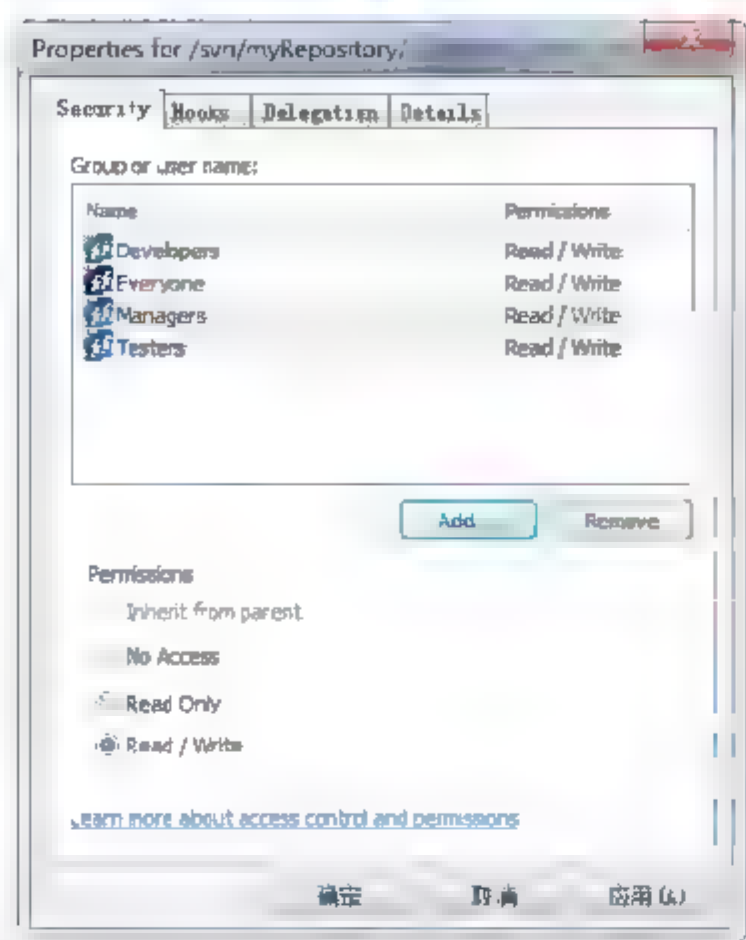 Properties for /svn/myRepository/
Security Hooks Delegation Details
Group or user name:
Name Permissions
Developers Read / Write
Everyone Read / Write
Managers Read / Write
Testers Read / Write
Add Remove
Permissions
Inherit from parent
No Access
Read Only
Read / Write
Learn more about access control and permissions
确定 取消 应用(A)